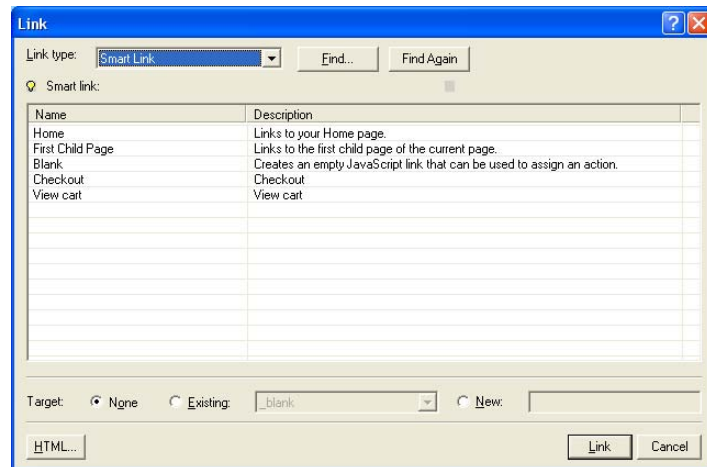 Link
Link type: Smart Link Find... Find Again
Smart link:
Name Description
Home Links to your Home page.
First Child Page Links to the first child page of the current page.
Blank Creates an empty JavaScript link that can be used to assign an action.
Checkout Checkout
View cart View cart
Target: None Existing: _blank New:
HTML... Link Cancel